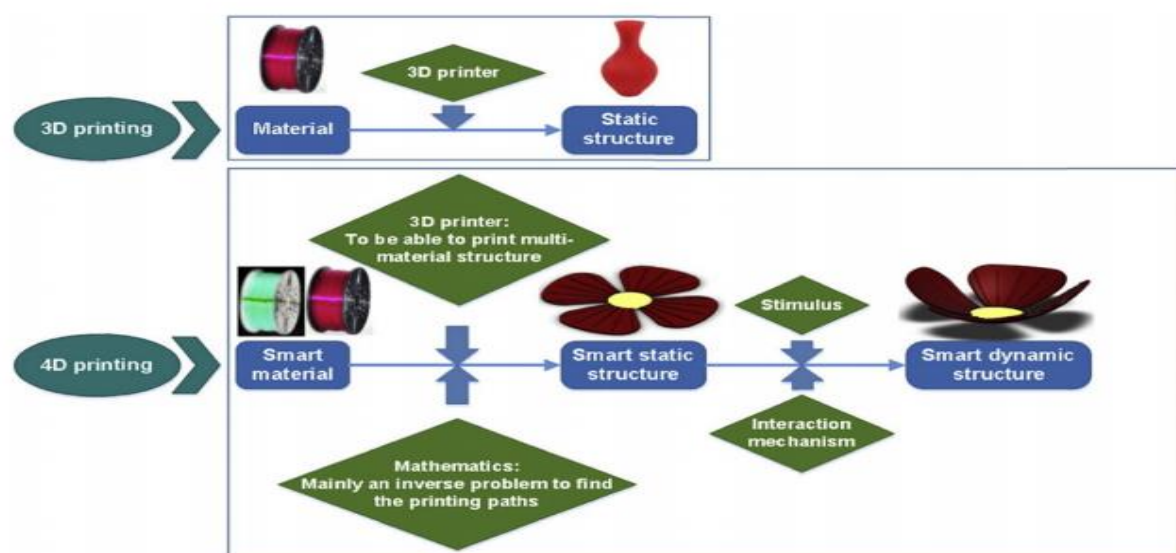 3D printer
3D printing
Material
Static
structure
3D printer:
To be able to print multi-
material structure
Stimulus
4D printing
Smart
material
Smart static
structure
Smart dynamic
structure
Interaction
mechanism
Mathematics:
Mainly an inverse problem to find
the printing paths